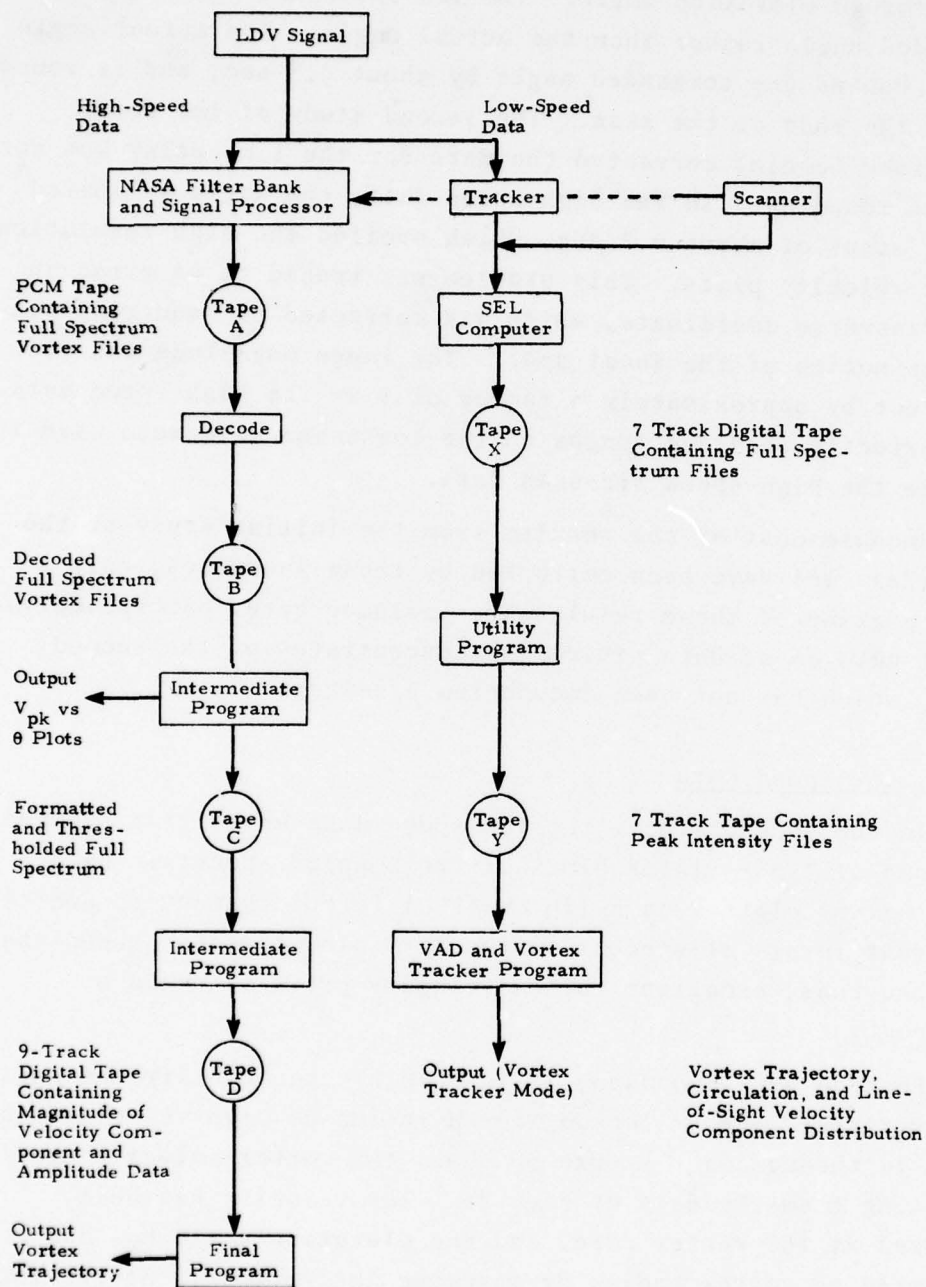 LDV Signal
High-Speed
Data
Low-Speed
Data
NASA Filter Bank
and Signal Processor
Tracker
Scanner
PCM Tape
Containing
Full Spectrum
Vortex Files
Tape
A
SEL
Computer
Decode
Tape
X
7 Track Digital Tape
Containing Full Spec-
trum Files
Decoded
Full Spectrum
Vortex Files
Tape
B
Utility
Program
Output
V pk vs
θ Plots
Intermediate
Program
Formatted
and Thres-
holded Full
Spectrum
Tape
C
Tape
Y
7 Track Tape Containing
Peak Intensity Files
Intermediate
Program
VAD and Vortex
Tracker Program
9-Track
Digital Tape
Containing
Magnitude of
Velocity Com-
ponent and
Amplitude Data
Tape
D
Output (Vortex
Tracker Mode)
Vortex Trajectory,
Circulation, and Line-
of-Sight Velocity
Component Distribution
Output
Vortex
Trajectory
Final
Program